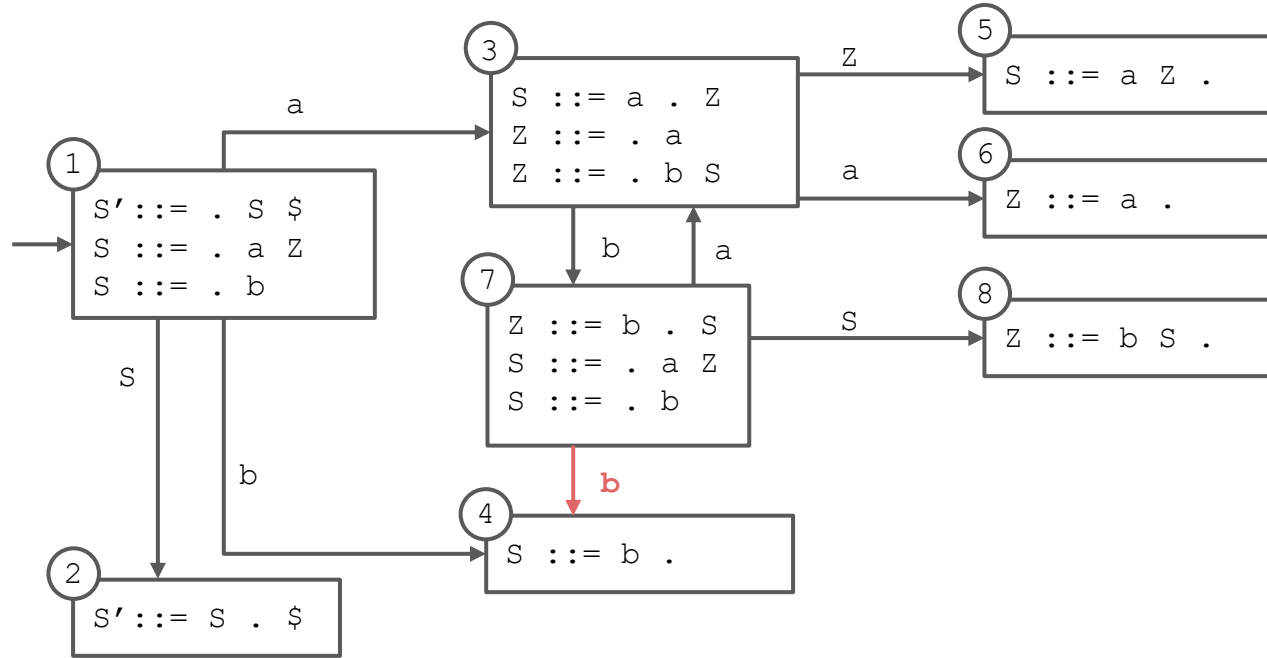 1
S'::= . S $
S ::= . a Z
S ::= . b
a
S
b
2
S'::= S . $
3
S ::= a . Z
Z ::= . a
Z ::= . b S
Z
a
b
a
7
Z ::= b . S
S ::= . a Z
S ::= . b
S
b
4
S ::= b .
5
S ::= a Z .
6
Z ::= a .
8
Z ::= b S .